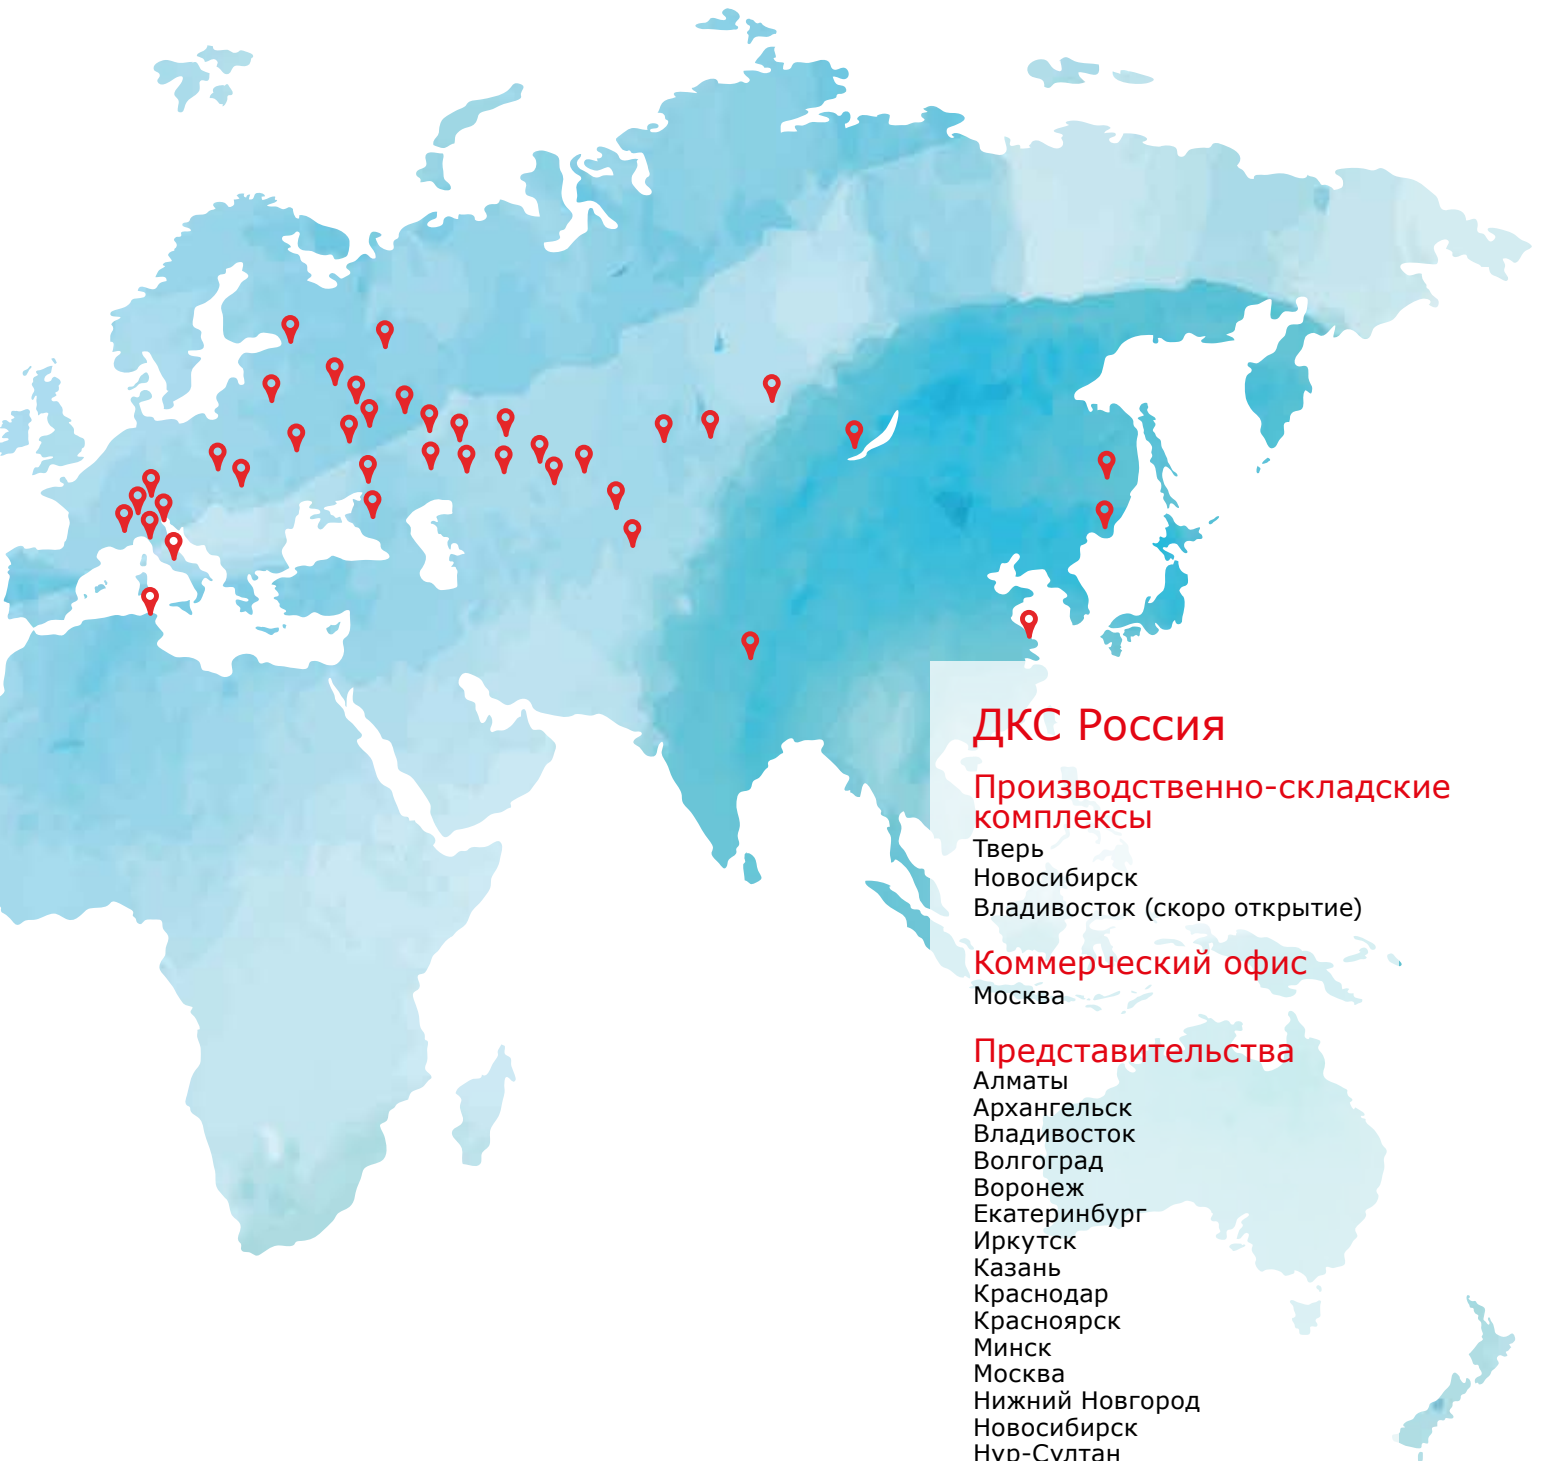 ДКС Россия
Производственно-складские
комплексы
Тверь
Новосибирск
Владивосток (скоро открытие)
Коммерческий офис
Москва
Представительства
Алматы
Архангельск
Владивосток
Волгоград
Воронеж
Екатеринбург
Иркутск
Казань
Краснодар
Красноярск
Минск
Москва
Нижний Новгород
Новосибирск
Нур-Султан